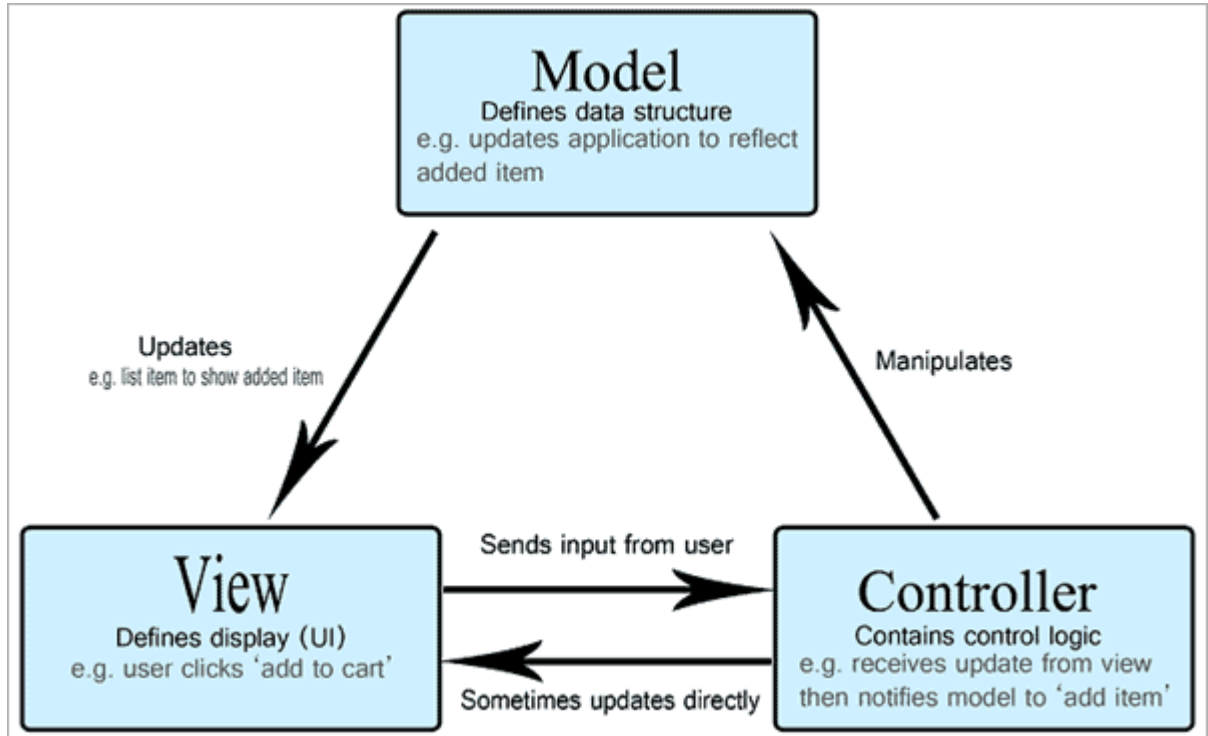 Model
Defines data structure
e.g. updates application to reflect
added item
Updates
e.g. list item to show added item
Manipulates
Sends input from user
View
Defines display (UI)
e.g. user clicks ‘add to cart’
Sometimes updates directly
Controller
Contains control logic
e.g. receives update from view
then notifies model to ‘add item’